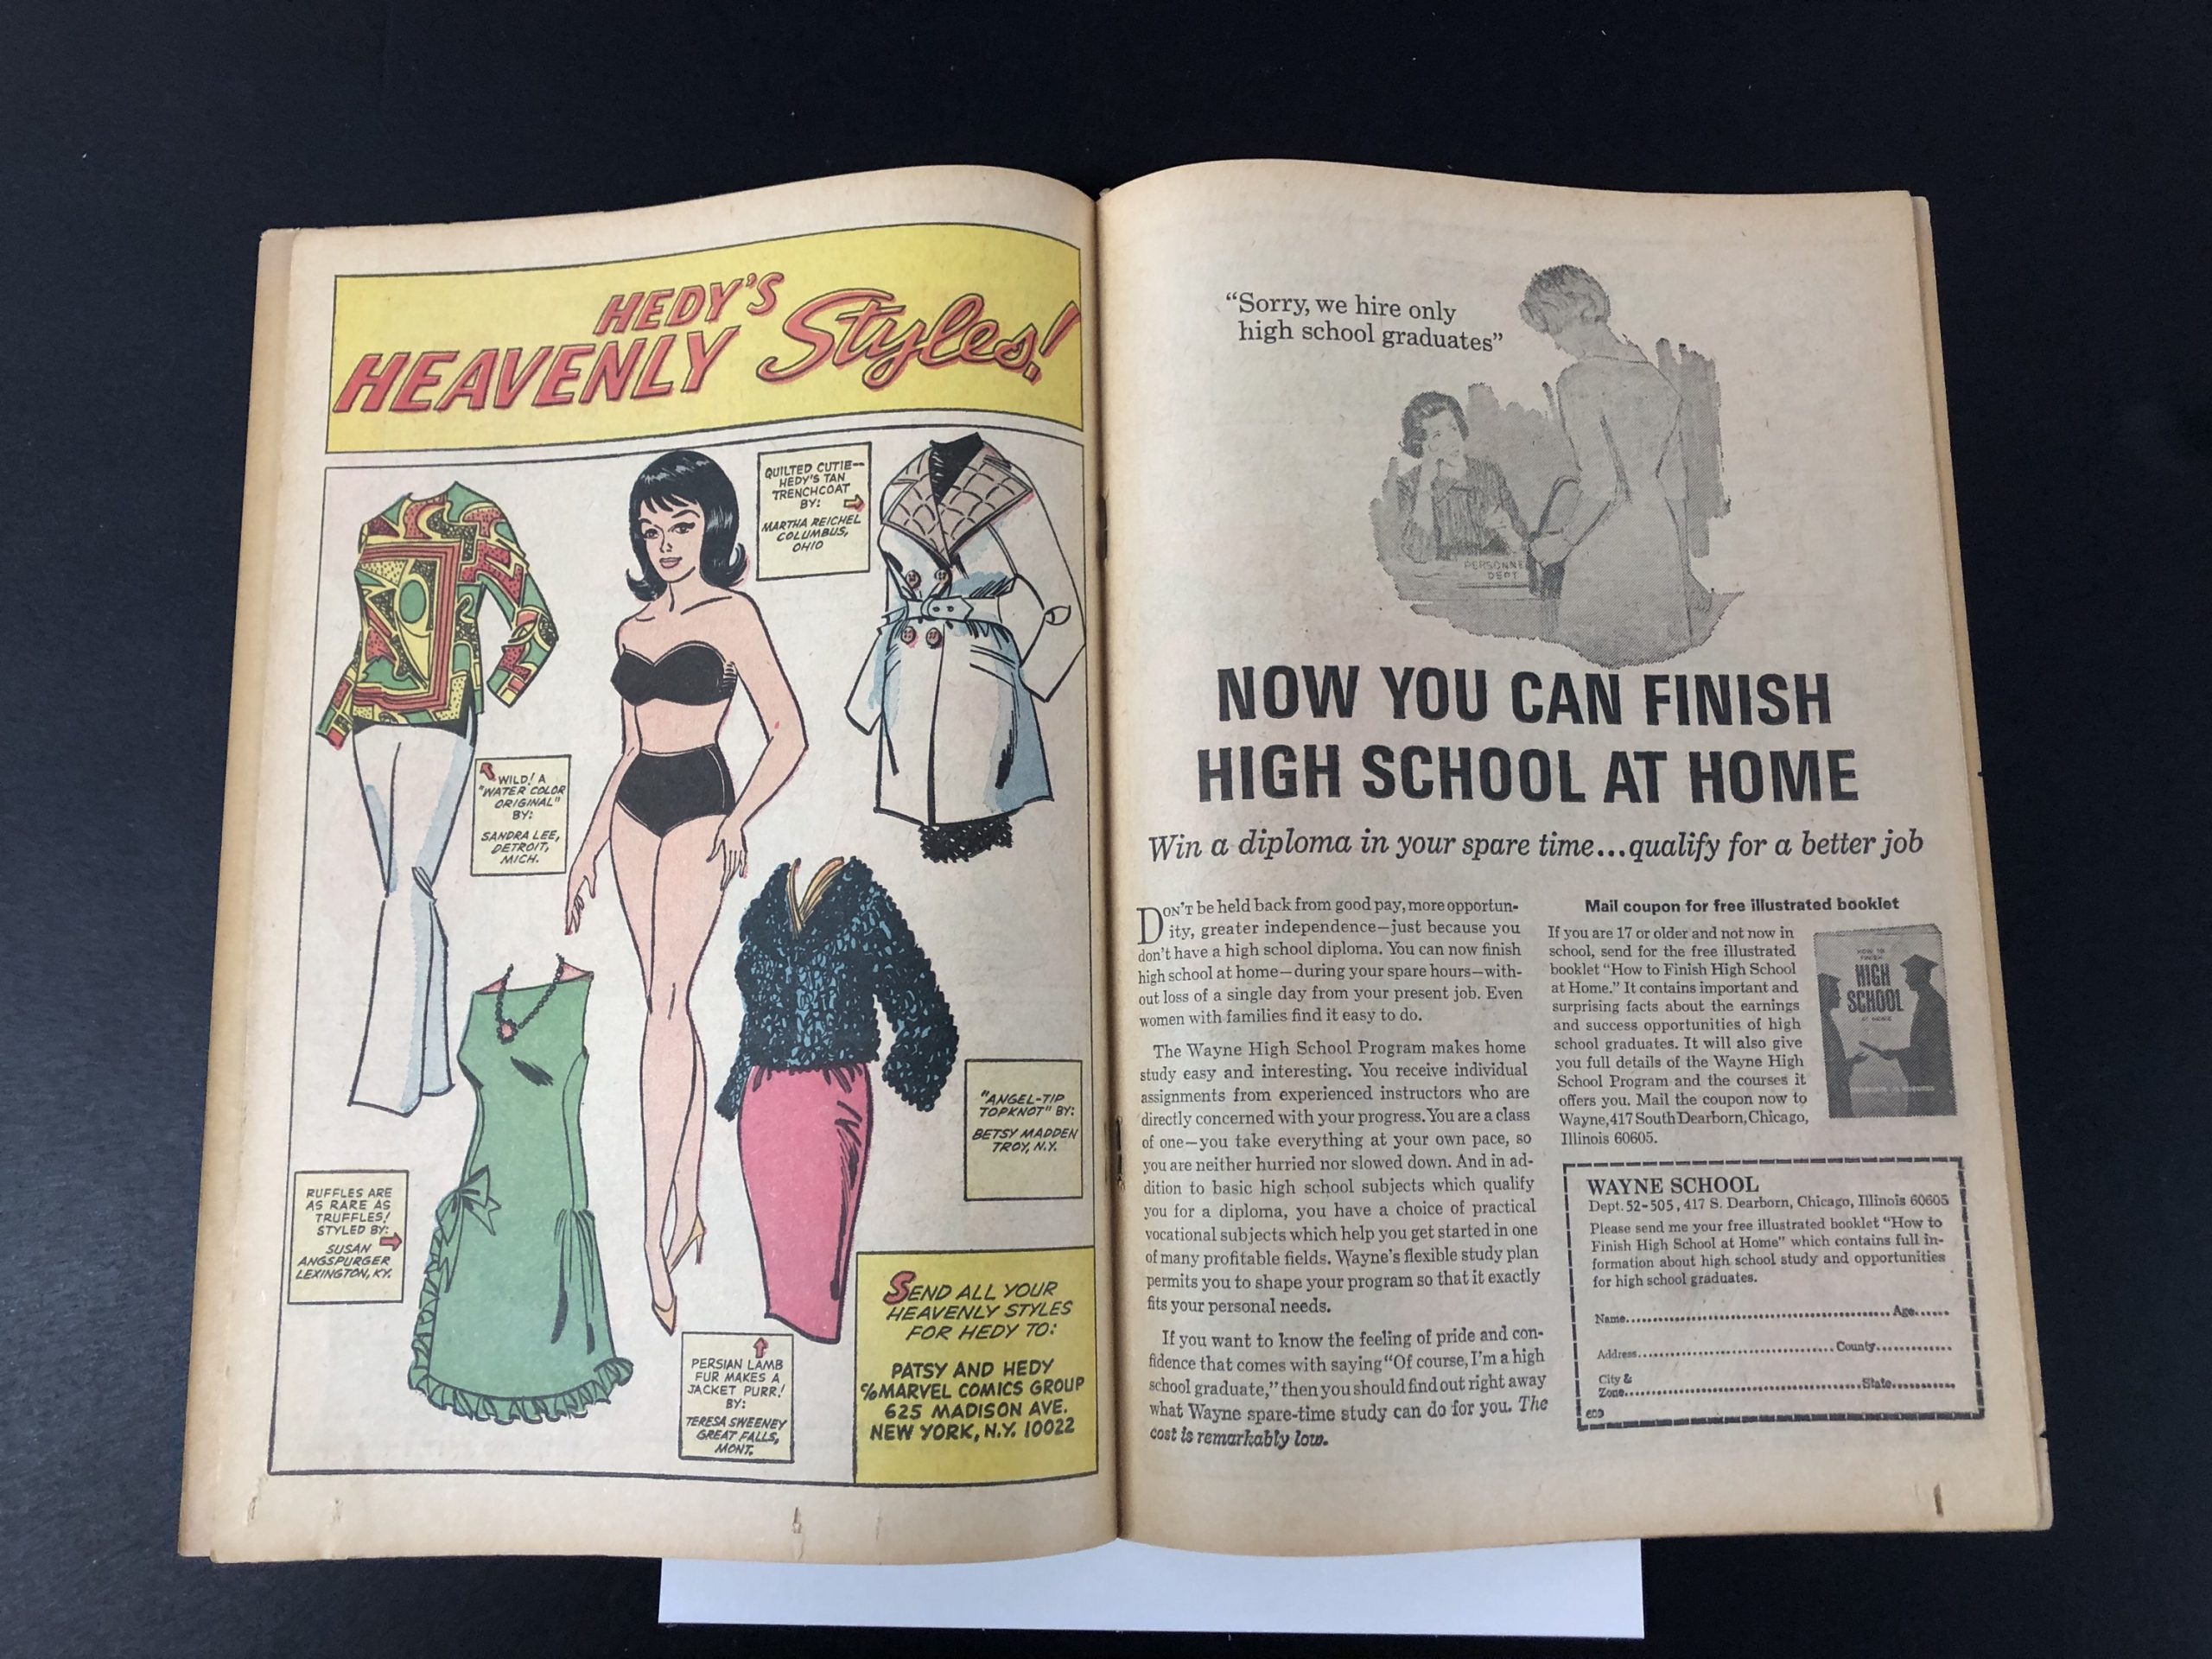 HEDY'S
HEAVENLY Styles!
QUILTED CUTIE--
HEDY'S TAN
TRENCHCOAT
BY:
MARTHA REICHEL
COLUMBUS,
OHIO
WILD! A
"WATER COLOR
ORIGINAL"
BY:
SANDRA LEE,
DETROIT,
MICH.
"ANGEL-TIP
TOPKNOT" BY:
BETSY MADDEN
TROY, N.Y.
RUFFLES ARE
AS RARE AS
TRUFFLES!
STYLED BY:
SUSAN
ANGSPURGER
LEXINGTON, KY.
PERSIAN LAMB
FUR MAKES A
JACKET PURR!
BY:
TERESA SWEENEY
GREAT FALLS,
MONT.
SEND ALL YOUR
HEAVENLY STYLES
FOR HEDY TO:
PATSY AND HEDY
℅ MARVEL COMICS GROUP
625 MADISON AVE.
NEW YORK, N.Y. 10022
"Sorry, we hire only
high school graduates"
PERSONNE
DEPT
NOW YOU CAN FINISH
HIGH SCHOOL AT HOME
Win a diploma in your spare time...qualify for a better job
DON'T be held back from good pay, more opportun-
ity, greater independence—just because you
don't have a high school diploma. You can now finish
high school at home—during your spare hours—with-
out loss of a single day from your present job. Even
women with families find it easy to do.
The Wayne High School Program makes home
study easy and interesting. You receive individual
assignments from experienced instructors who are
directly concerned with your progress. You are a class
of one—you take everything at your own pace, so
you are neither hurried nor slowed down. And in ad-
dition to basic high school subjects which qualify
you for a diploma, you have a choice of practical
vocational subjects which help you get started in one
of many profitable fields. Wayne's flexible study plan
permits you to shape your program so that it exactly
fits your personal needs.
If you want to know the feeling of pride and con-
fidence that comes with saying "Of course, I'm a high
school graduate," then you should find out right away
what Wayne spare-time study can do for you. The
cost is remarkably low.
Mail coupon for free illustrated booklet
If you are 17 or older and not now in
school, send for the free illustrated
booklet "How to Finish High School
at Home." It contains important and
surprising facts about the earnings
and success opportunities of high
school graduates. It will also give
you full details of the Wayne High
School Program and the courses it
offers you. Mail the coupon now to
Wayne, 417 South Dearborn, Chicago,
Illinois 60605.
HOW TO
FINISH
HIGH
SCHOOL
AT HOME
WAYNE SCHOOL
Dept. 52-505, 417 S. Dearborn, Chicago, Illinois 60605
Please send me your free illustrated booklet "How to
Finish High School at Home" which contains full in-
formation about high school study and opportunities
for high school graduates.
Name........ Age......
Address........ County........
City &
Zone........ State........